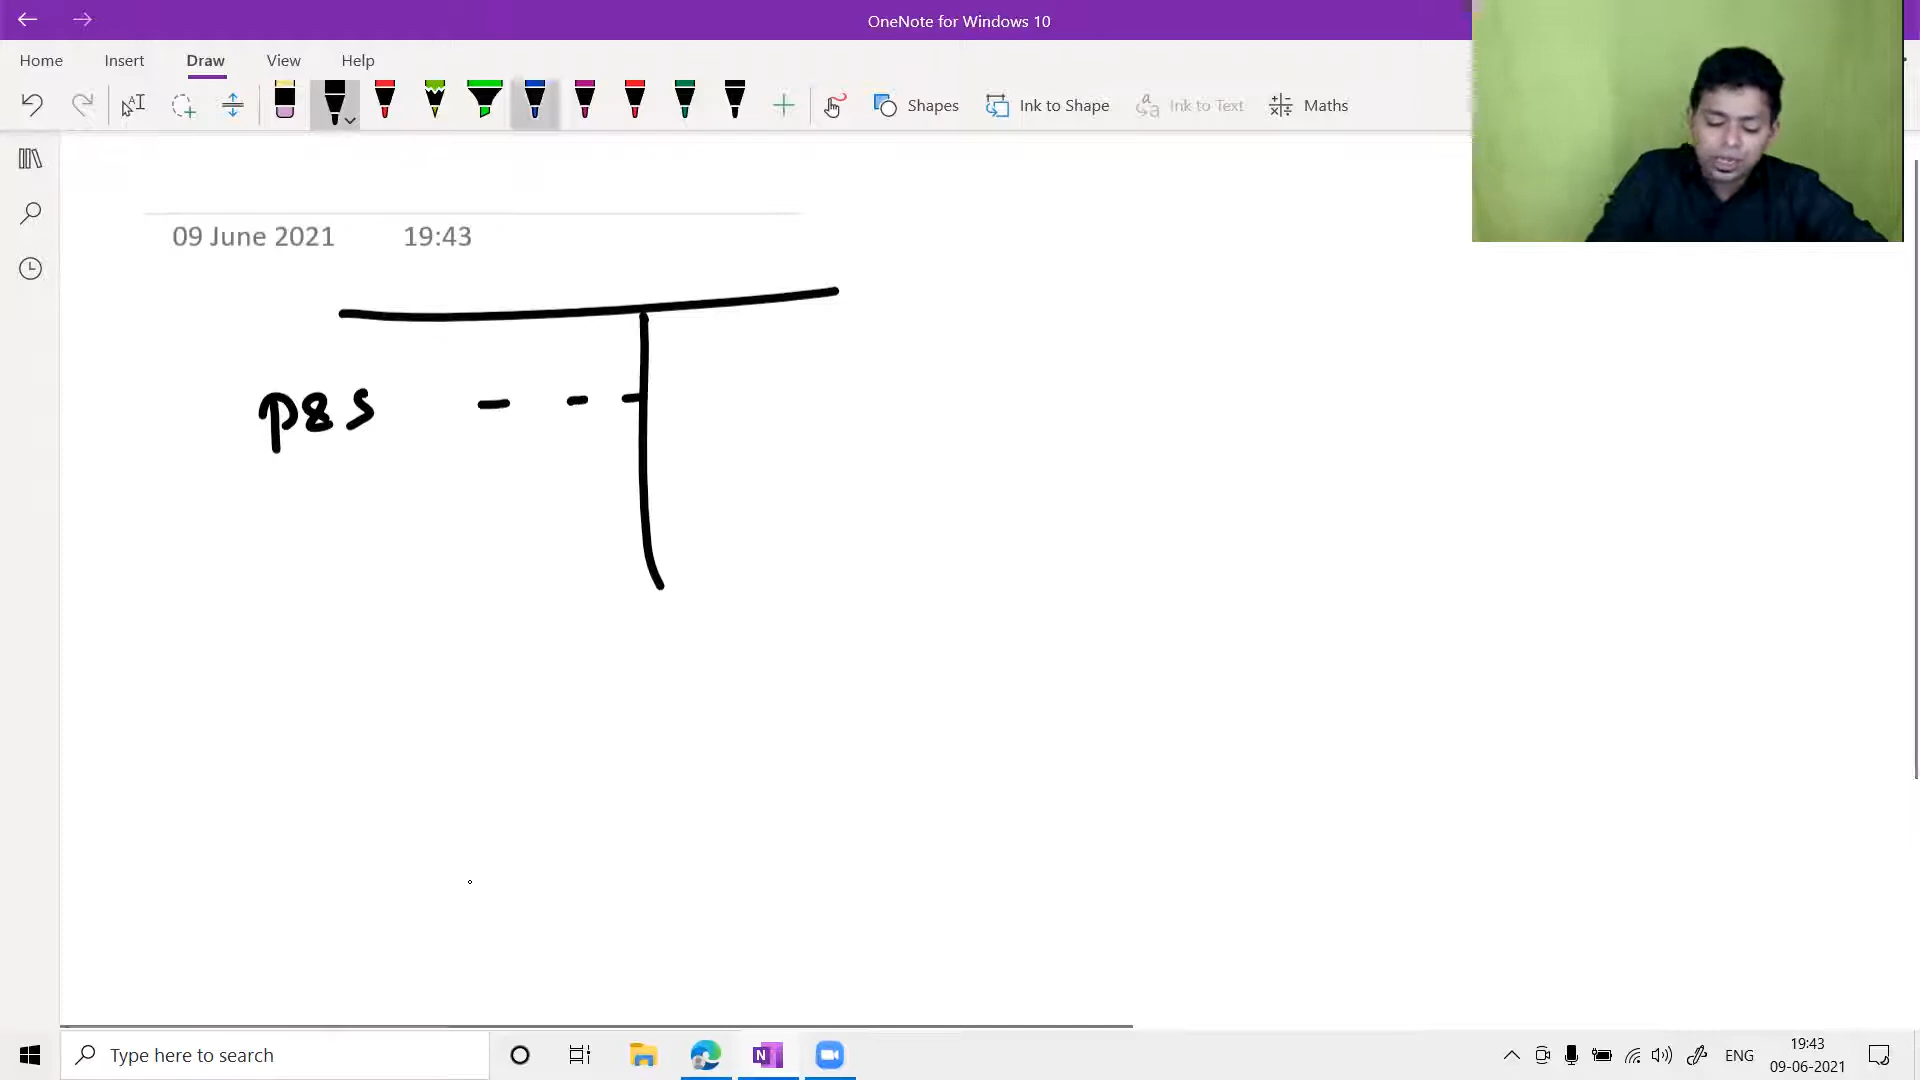 OneNote for Windows 10
Home Insert Draw View Help
Shapes Ink to Shape Ink to Text Maths
09 June 2021 19:43
p&s - - -
Type here to search
ENG
19:43
09-06-2021